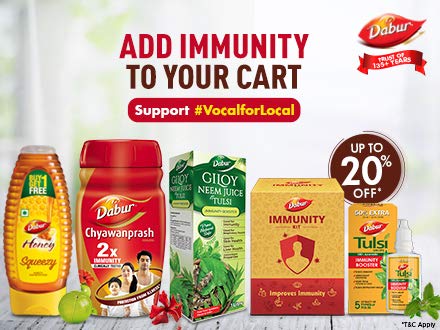 ADD IMMUNITY
TO YOUR CART
Support #VocalforLocal
Dabur
TRUST OF
135+ YEARS
UP TO
20%
OFF*
BUY 1
GET 1
FREE
Dabur
Honey
Squeezy
Dabur
Chyawanprash
2x
IMMUNITY
Dabur
GILOY
NEEM JUICE
TULSI
IMMUNITY BOOSTER
Dabur
IMMUNITY
KIT
Improves Immunity
50% EXTRA
Dabur
Tulsi
IMMUNITY
BOOSTER
5
Tulsi
*T&C Apply